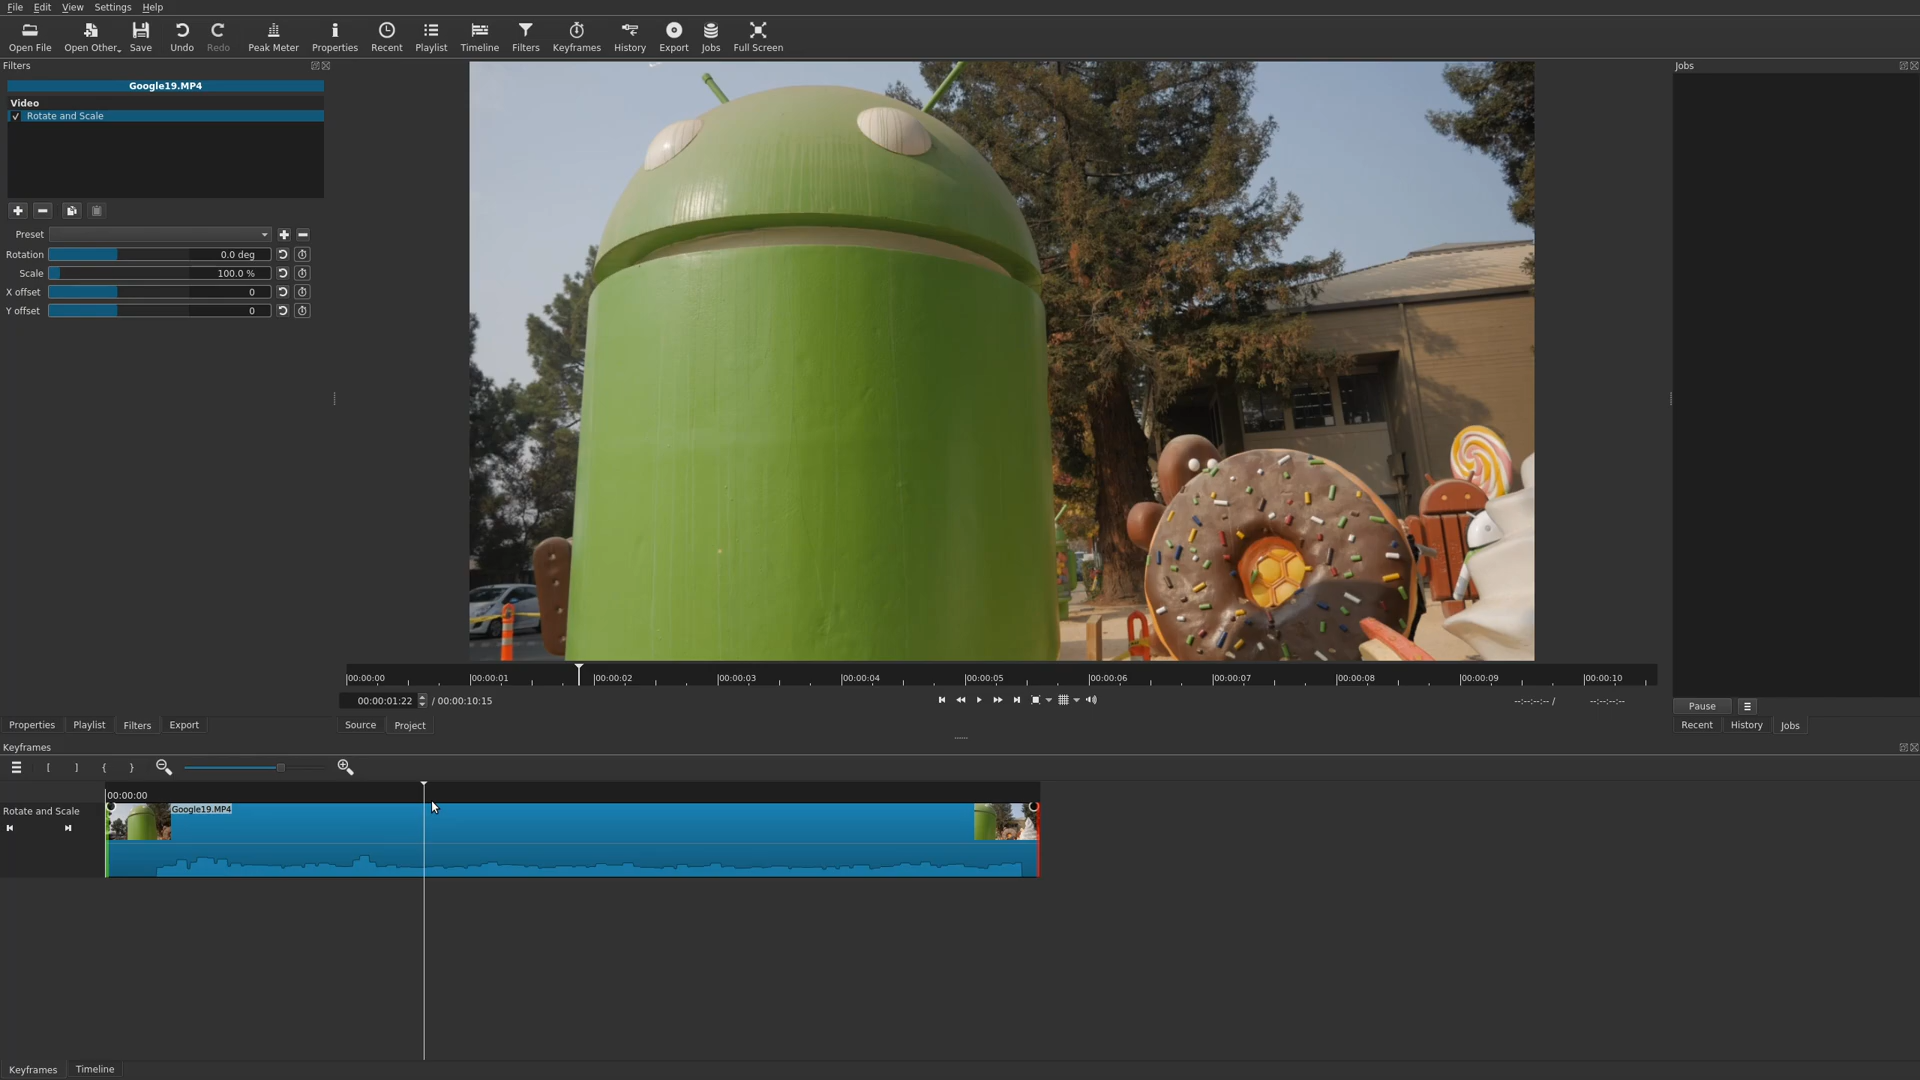 File Edit View Settings Help
Open File Open Other.. Save Undo Redo Peak Meter Properties Recent Playlist Timeline Filters Keyframes History Export Jobs Full Screen
Filters
Google19.MP4
Video
Rotate and Scale
Preset
Rotation 0.0 deg
Scale 100.0 %
X offset 0
Y offset 0
Jobs
00:00:00 00:00:01 00:00:02 00:00:03 00:00:04 00:00:05 00:00:06 00:00:07 00:00:08 00:00:09 00:00:10
00:00:01:22 / 00:00:10:15 --:--:--:-- / --:--:--:--
Pause
Properties Playlist Filters Export
Source Project
Recent History Jobs
Keyframes
[ ] { }
00:00:00
Rotate and Scale
Google19.MP4
Keyframes Timeline